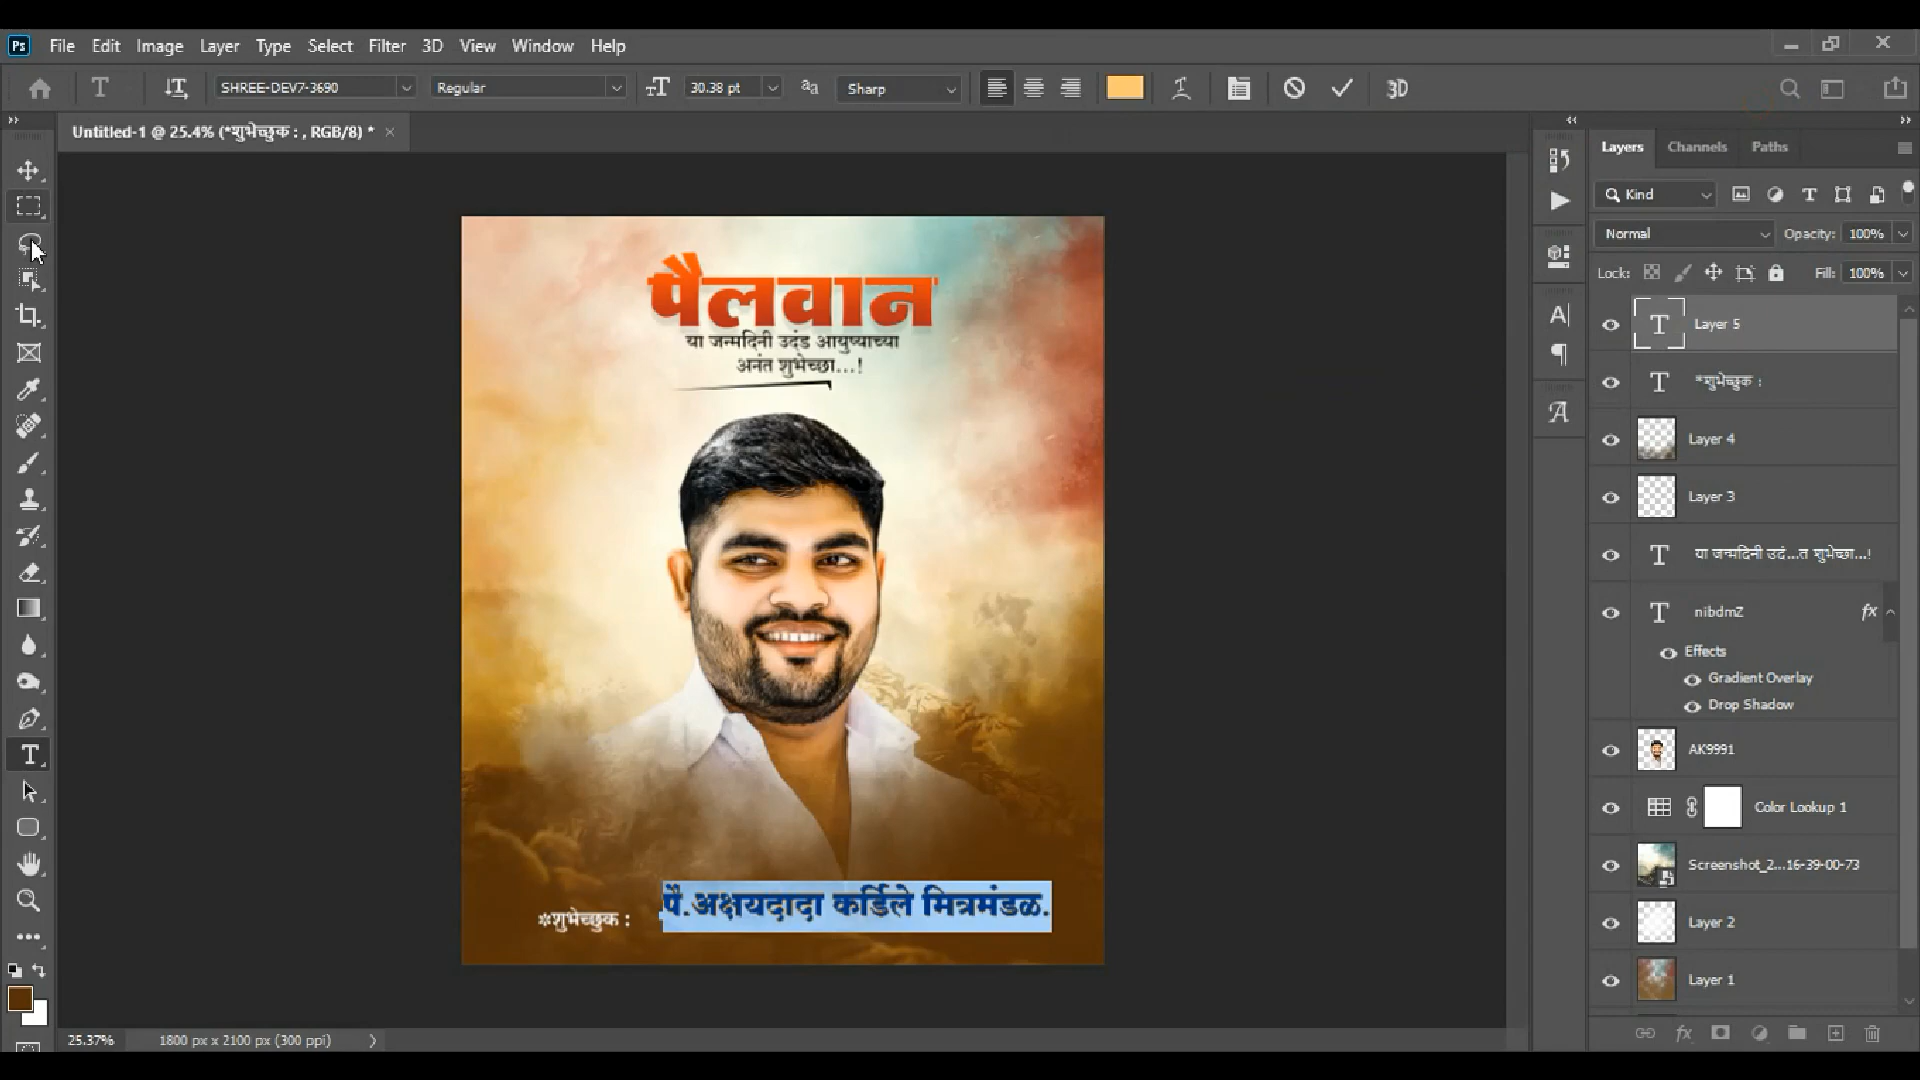 Ps File Edit Image Layer Type Select Filter 3D View Window Help
T SHREE-DEV7-3690 Regular 30.38 pt aa Sharp 3D
Untitled-1 @ 25.4% (*शुभेच्छुक : , RGB/8) * ×
Layers Channels Paths
Kind
Normal Opacity: 100%
Lock: Fill: 100%
Layer 5
*शुभेच्छुक :
Layer 4
Layer 3
या जन्मदिनी उदं...त शुभेच्छा...!
nibdmZ fx
Effects
Gradient Overlay
Drop Shadow
AK9991
Color Lookup 1
Screenshot_2...16-39-00-73
Layer 2
Layer 1
पैलवान
या जन्मदिनी उदंड आयुष्याच्या
अनंत शुभेच्छा...!
*शुभेच्छुक : पै.अक्षयदादा कर्डिले मित्रमंडळ.
25.37% 1800 px x 2100 px (300 ppi)